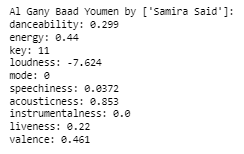 Al Gany Baad Youmen by ['Samira Said']:
danceability: 0.299
energy: 0.44
key: 11
loudness: -7.624
mode: 0
speechiness: 0.0372
acousticness: 0.853
instrumentalness: 0.0
liveness: 0.22
valence: 0.461